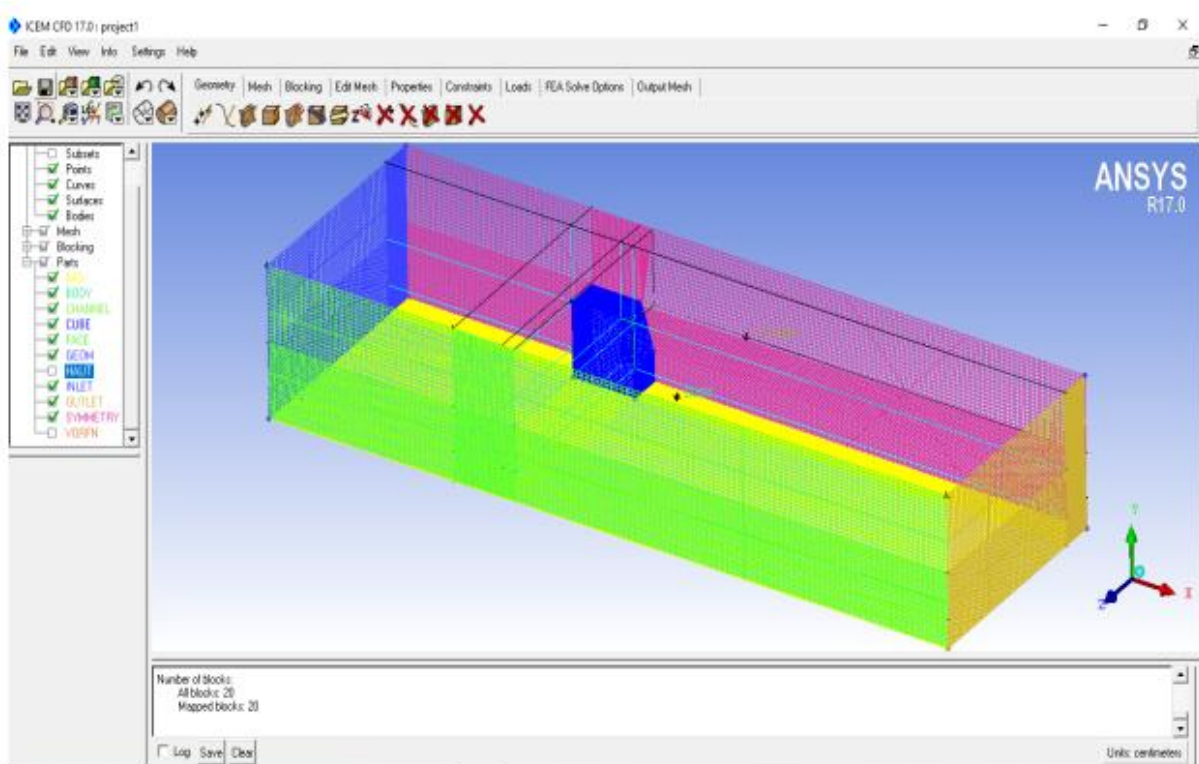 ICEM CFD 17.0 : project1
File Edit View Info Settings Help
Geometry Mesh Blocking Edit Mesh Properties Constraints Loads FEA Solve Options Output Mesh
Subsets
Points
Curves
Surfaces
Bodies
Mesh
Blocking
Parts
BODY
CHANNEL
CUBE
FACE
GEOM
HAUT
INLET
OUTLET
SYMMETRY
VORFN
ANSYS
R17.0
Y
X
Z
Number of blocks:
All blocks: 20
Mapped blocks: 20
Log Save Clear
Units: centimeters